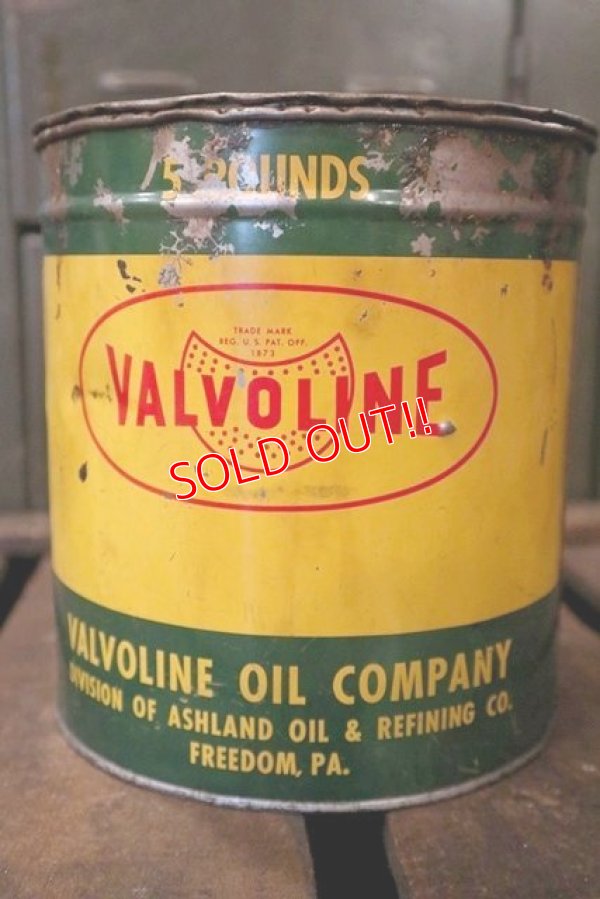 5 POUNDS
TRADE MARK
REG. U.S. PAT. OFF.
1873
VALVOLINE
SOLD OUT!!
VALVOLINE OIL COMPANY
DIVISION OF ASHLAND OIL & REFINING CO.
FREEDOM, PA.